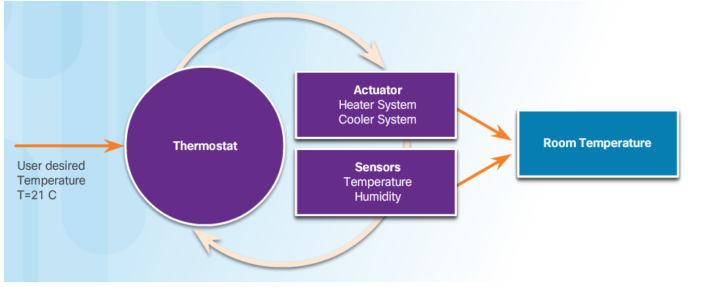 User desired
Temperature
T=21 C
Thermostat
Actuator
Heater System
Cooler System
Sensors
Temperature
Humidity
Room Temperature